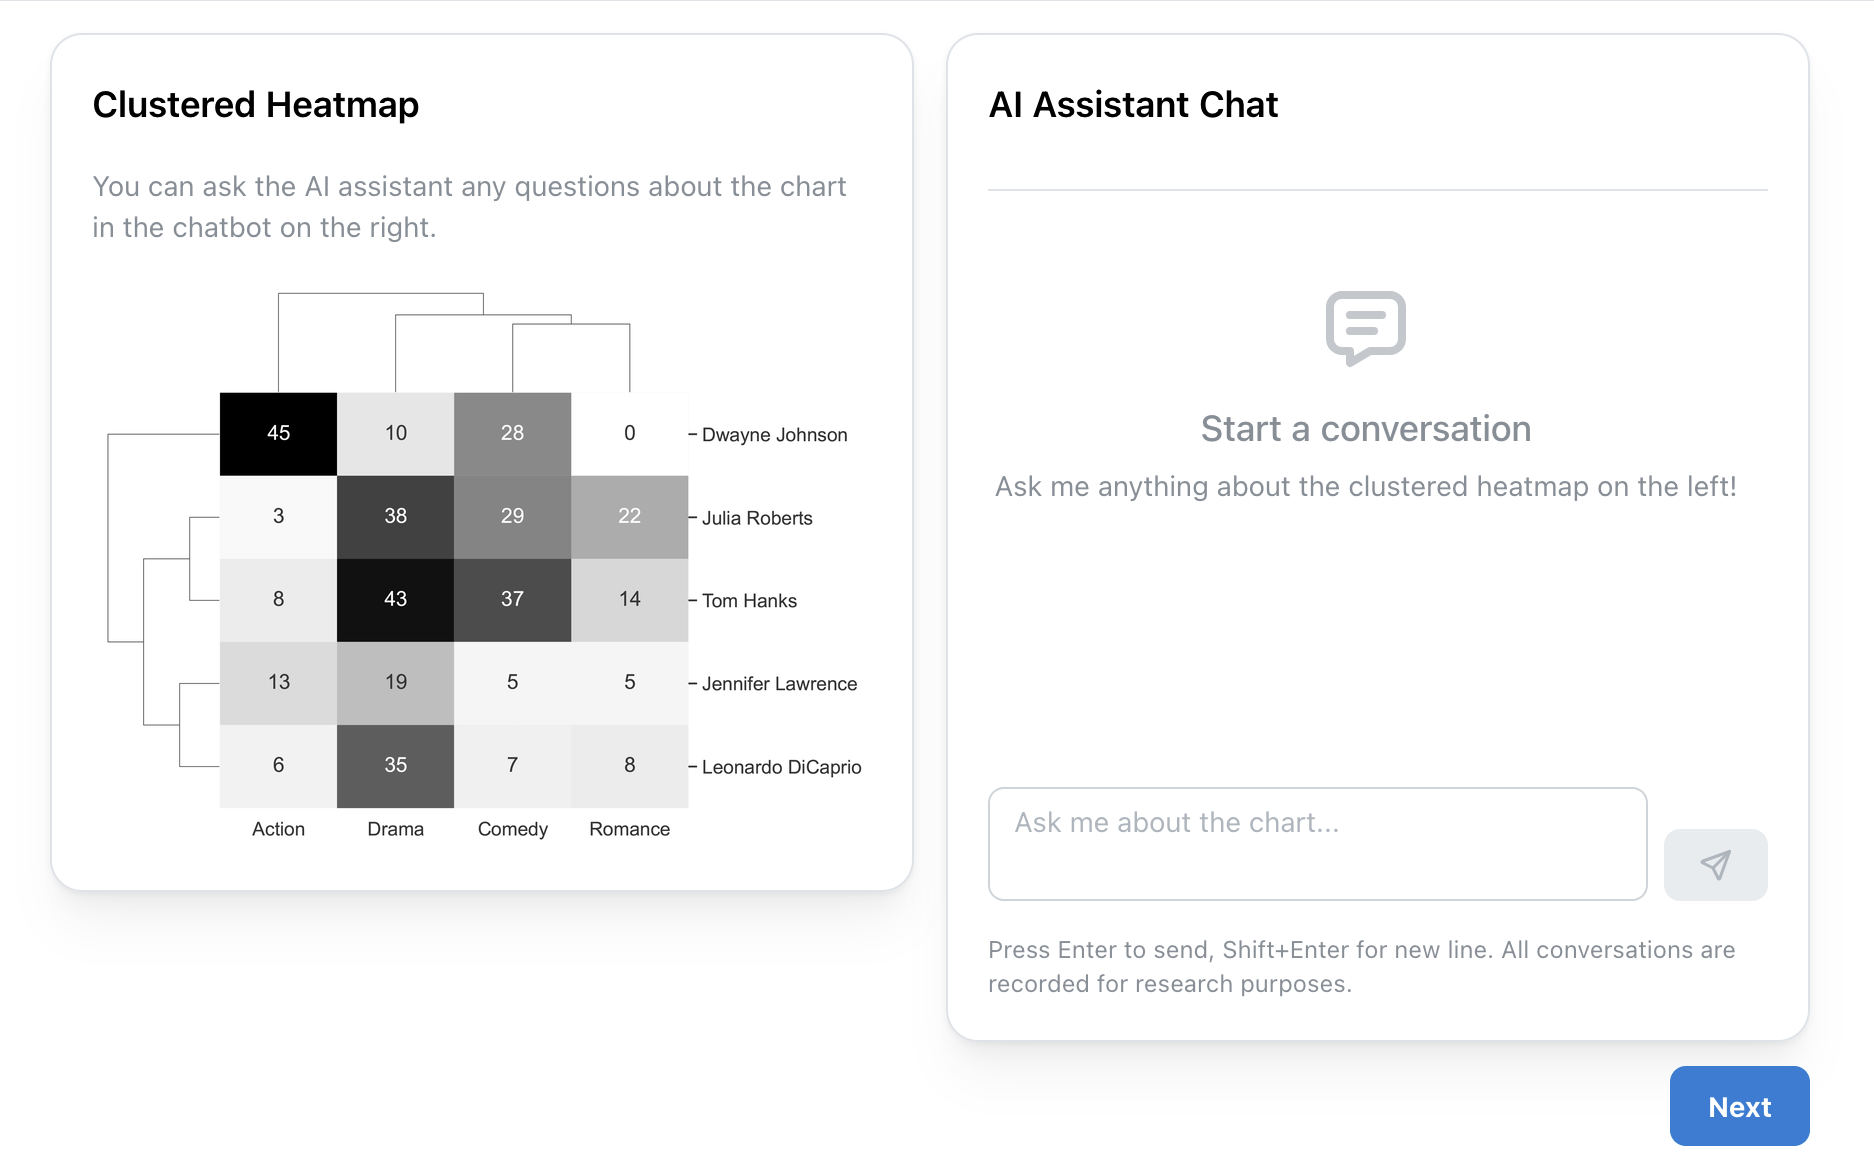 Clustered Heatmap
You can ask the AI assistant any questions about the chart
in the chatbot on the right.
45 10 28 0 Dwayne Johnson
3 38 29 22 Julia Roberts
8 43 37 14 Tom Hanks
13 19 5 5 Jennifer Lawrence
6 35 7 8 Leonardo DiCaprio
Action Drama Comedy Romance
AI Assistant Chat
Start a conversation
Ask me anything about the clustered heatmap on the left!
Ask me about the chart...
Press Enter to send, Shift+Enter for new line. All conversations are
recorded for research purposes.
Next